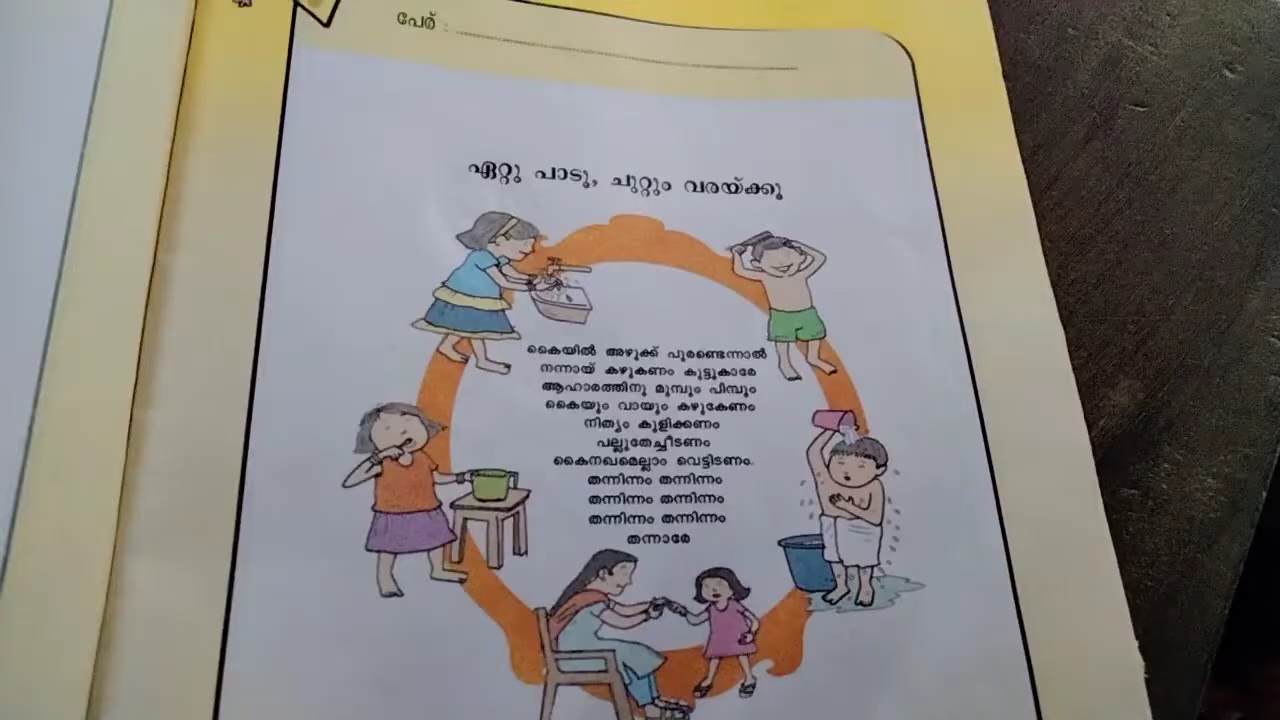 പേര് :
ഏറ്റു പാടൂ, ചുറ്റും വരയ്ക്കൂ
കൈയിൽ അഴുക്ക് പുരണ്ടെന്നാൽ
നന്നായ് കഴുകണം കൂട്ടുകാരേ
ആഹാരത്തിനു മുമ്പും പിമ്പും
കൈയും വായും കഴുകേണം
നിത്യം കുളിക്കണം
പല്ലുതേച്ചീടണം
കൈനഖമെല്ലാം വെട്ടിടണം
തന്നിന്നം തന്നിന്നം
തന്നിന്നം തന്നിന്നം
തന്നിന്നം തന്നിന്നം
തന്നാരേ